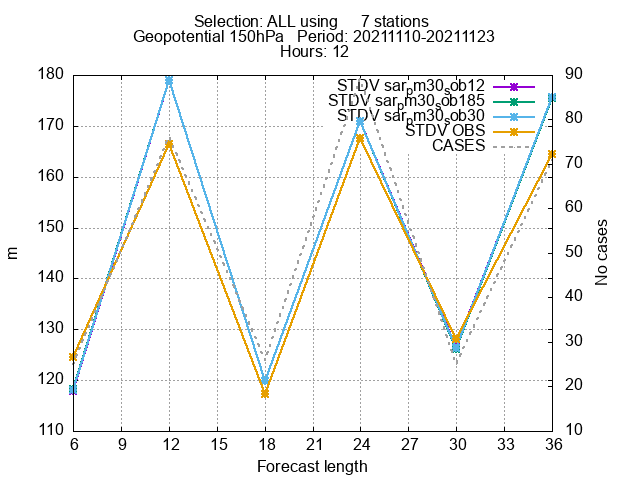 Selection: ALL using 7 stations
Geopotential 150hPa Period: 20211110-20211123
Hours: 12
180 90
STDV sar_pm30_sob12
STDV sar_pm30_sob185
170 80
STDV sar_pm30_sob30
STDV OBS
CASES
160 70
150 60
m
No cases
140 50
40
130 30
120 20
110 10
6 9 12 15 18 21 24 27 30 33 36
Forecast length